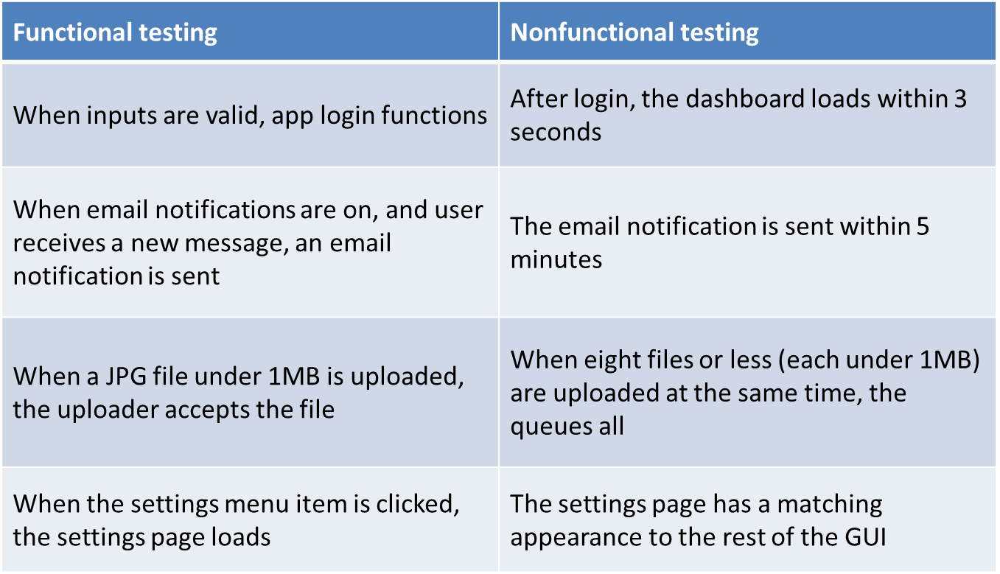 Functional testing
Nonfunctional testing
When inputs are valid, app login functions
After login, the dashboard loads within 3
seconds
When email notifications are on, and user
receives a new message, an email
notification is sent
The email notification is sent within 5
minutes
When a JPG file under 1MB is uploaded,
the uploader accepts the file
When eight files or less (each under 1MB)
are uploaded at the same time, the
queues all
When the settings menu item is clicked,
the settings page loads
The settings page has a matching
appearance to the rest of the GUI